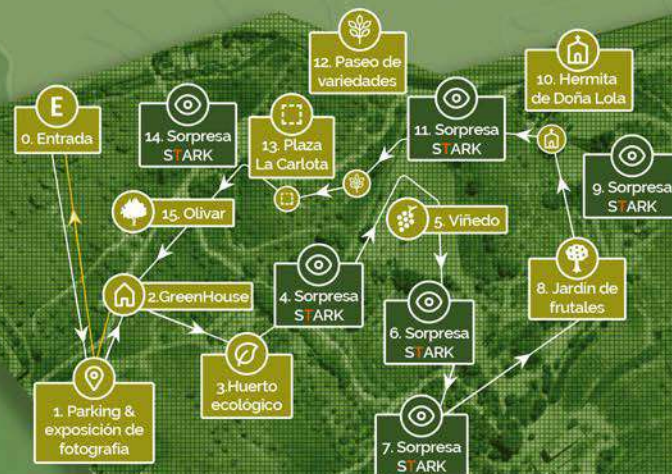 E
0. Entrada
1. Parking &
exposición de
fotografía
2.GreenHouse
3.Huerto
ecológico
4. Sorpresa
STARK
5. Viñedo
6. Sorpresa
STARK
7. Sorpresa
STARK
8. Jardín de
frutales
9. Sorpresa
STARK
10. Hermita
de Doña Lola
11. Sorpresa
STARK
12. Paseo de
variedades
13. Plaza
La Carlota
14. Sorpresa
STARK
15. Olivar